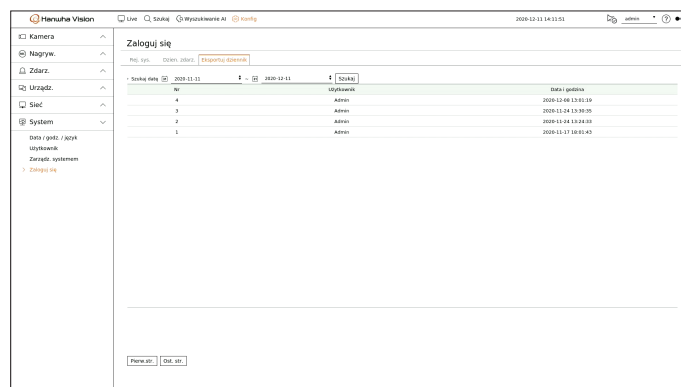 Hanwha Vision Live Szukaj Wyszukiwanie AI Konfig 2020-12-11 14:11:51 admin
Kamera
Nagryw.
Zdarz.
Urządz.
Sieć
System
Data / godz. / język
Użytkownik
Zarządz. systemem
Zaloguj się
Zaloguj się
Rej. sys. Dzien. zdarz. Eksportuj dziennik
Szukaj datę 2020-11-11 ~ 2020-12-11 Szukaj
Nr Użytkownik Data i godzina
4 Admin 2020-12-08 13:01:19
3 Admin 2020-11-24 13:30:35
2 Admin 2020-11-24 13:24:33
1 Admin 2020-11-17 18:01:43
Pierw.str. Ost. str.